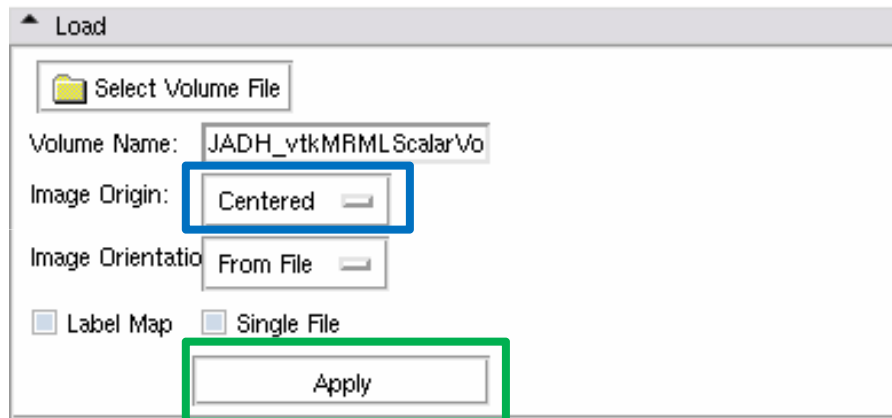 Load
Select Volume File
Volume Name: JADH_vtkMRMLScalarVo
Image Origin: Centered
Image Orientatio From File
Label Map Single File
Apply